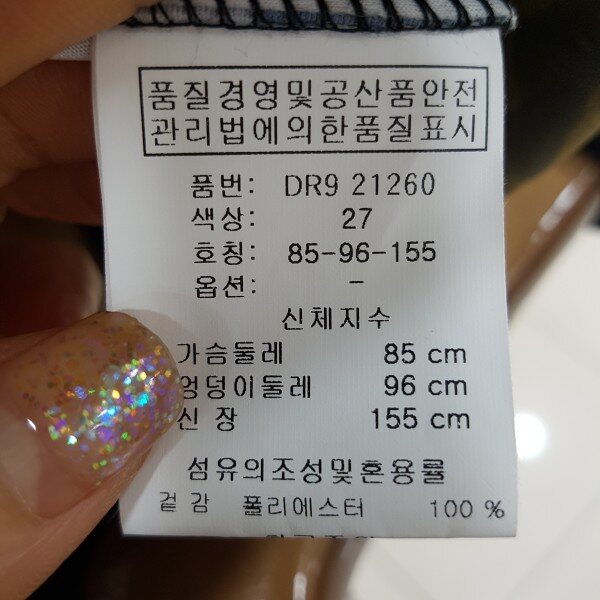 품질경영및공산품안전
관리법에의한품질표시
품번: DR9 21260
색상: 27
호칭: 85-96-155
옵션: -
신체지수
가슴둘레 85 cm
엉덩이둘레 96 cm
신 장 155 cm
섬유의조성및혼용률
겉 감 폴리에스터 100 %